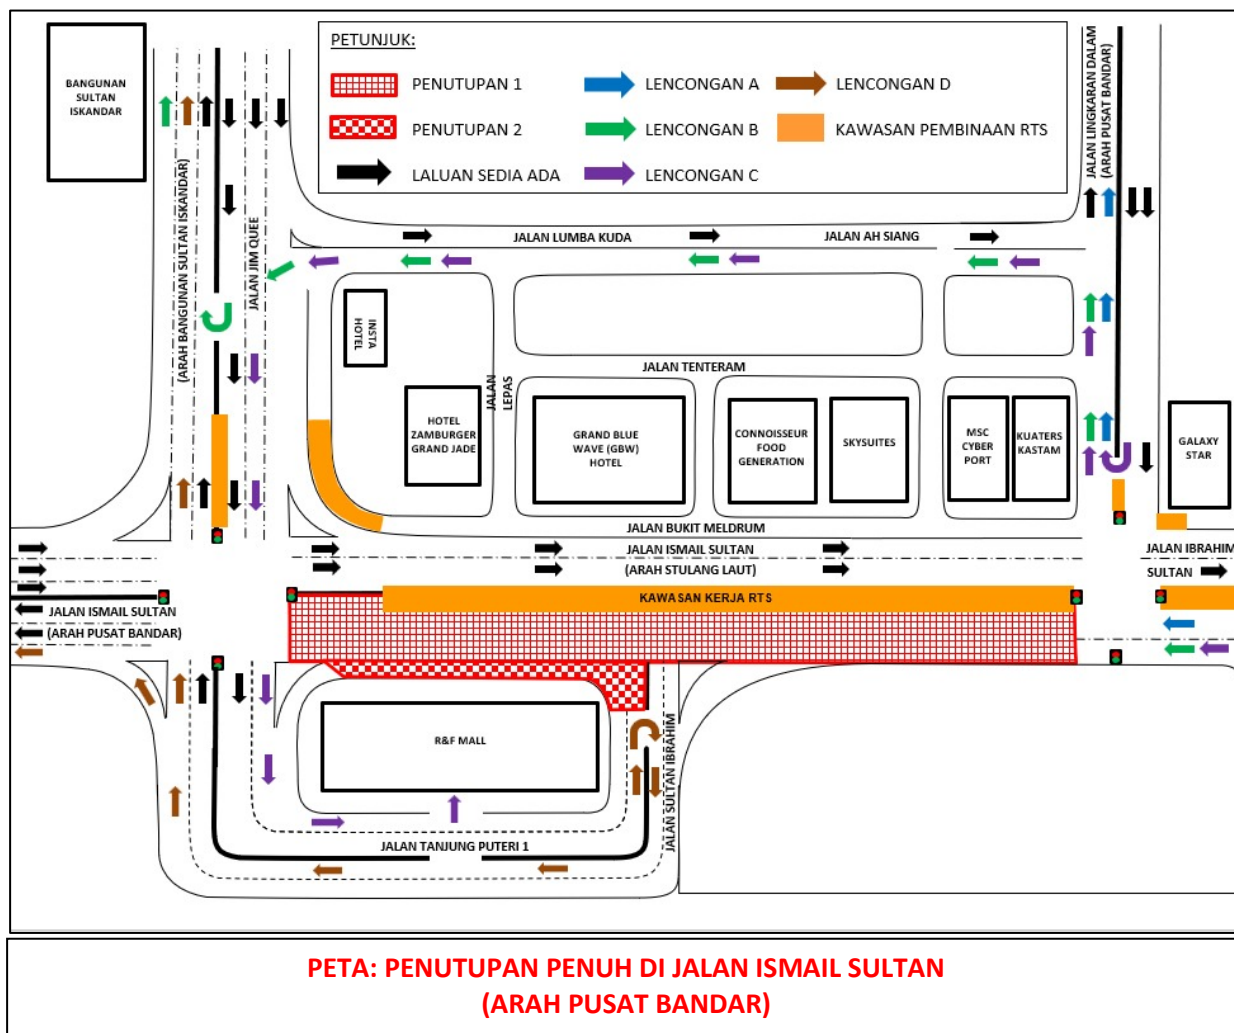 BANGUNAN
SULTAN
ISKANDAR
PETUNJUK:
PENUTUPAN 1
LENCONGAN A
LENCONGAN D
PENUTUPAN 2
LENCONGAN B
KAWASAN PEMBINAAN RTS
LALUAN SEDIA ADA
LENCONGAN C
JALAN LINGKARAN DALAM
(ARAH PUSAT BANDAR)
(ARAH BANGUNAN SULTAN ISKANDAR)
JALAN JIM QUEE
JALAN LUMBA KUDA
JALAN AH SIANG
INSTA
HOTEL
JALAN TENTERAM
JALAN
LEPAS
HOTEL
ZAMBURGER
GRAND JADE
GRAND BLUE
WAVE (GBW)
HOTEL
CONNOISSEUR
FOOD
GENERATION
SKYSUITES
MSC
CYBER
PORT
KUATERS
KASTAM
GALAXY
STAR
JALAN BUKIT MELDRUM
JALAN ISMAIL SULTAN
(ARAH STULANG LAUT)
JALAN IBRAHIM
SULTAN
KAWASAN KERJA RTS
JALAN ISMAIL SULTAN
(ARAH PUSAT BANDAR)
R&F MALL
JALAN SULTAN IBRAHIM
JALAN TANJUNG PUTERI 1
PETA: PENUTUPAN PENUH DI JALAN ISMAIL SULTAN
(ARAH PUSAT BANDAR)